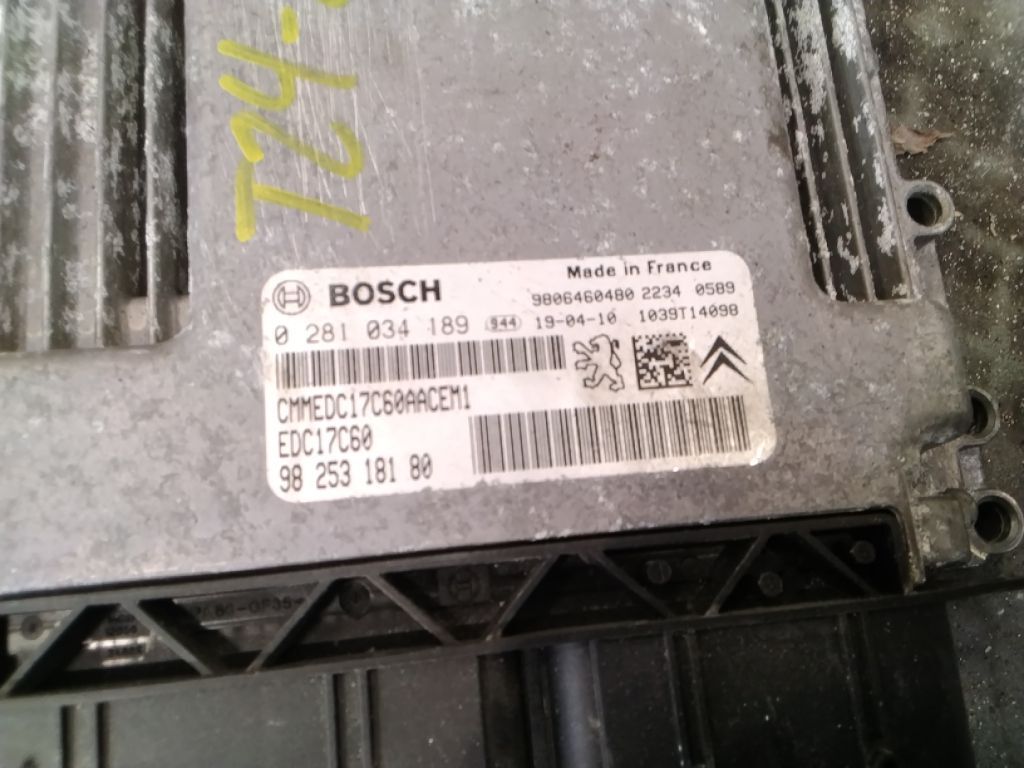 T24-
BOSCH
Made in France
9806460480 2234 0589
0 281 034 189 944 19-04-10 1039T14098
CMMEDC17C60AACEM1
EDC17C60
98 253 181 80